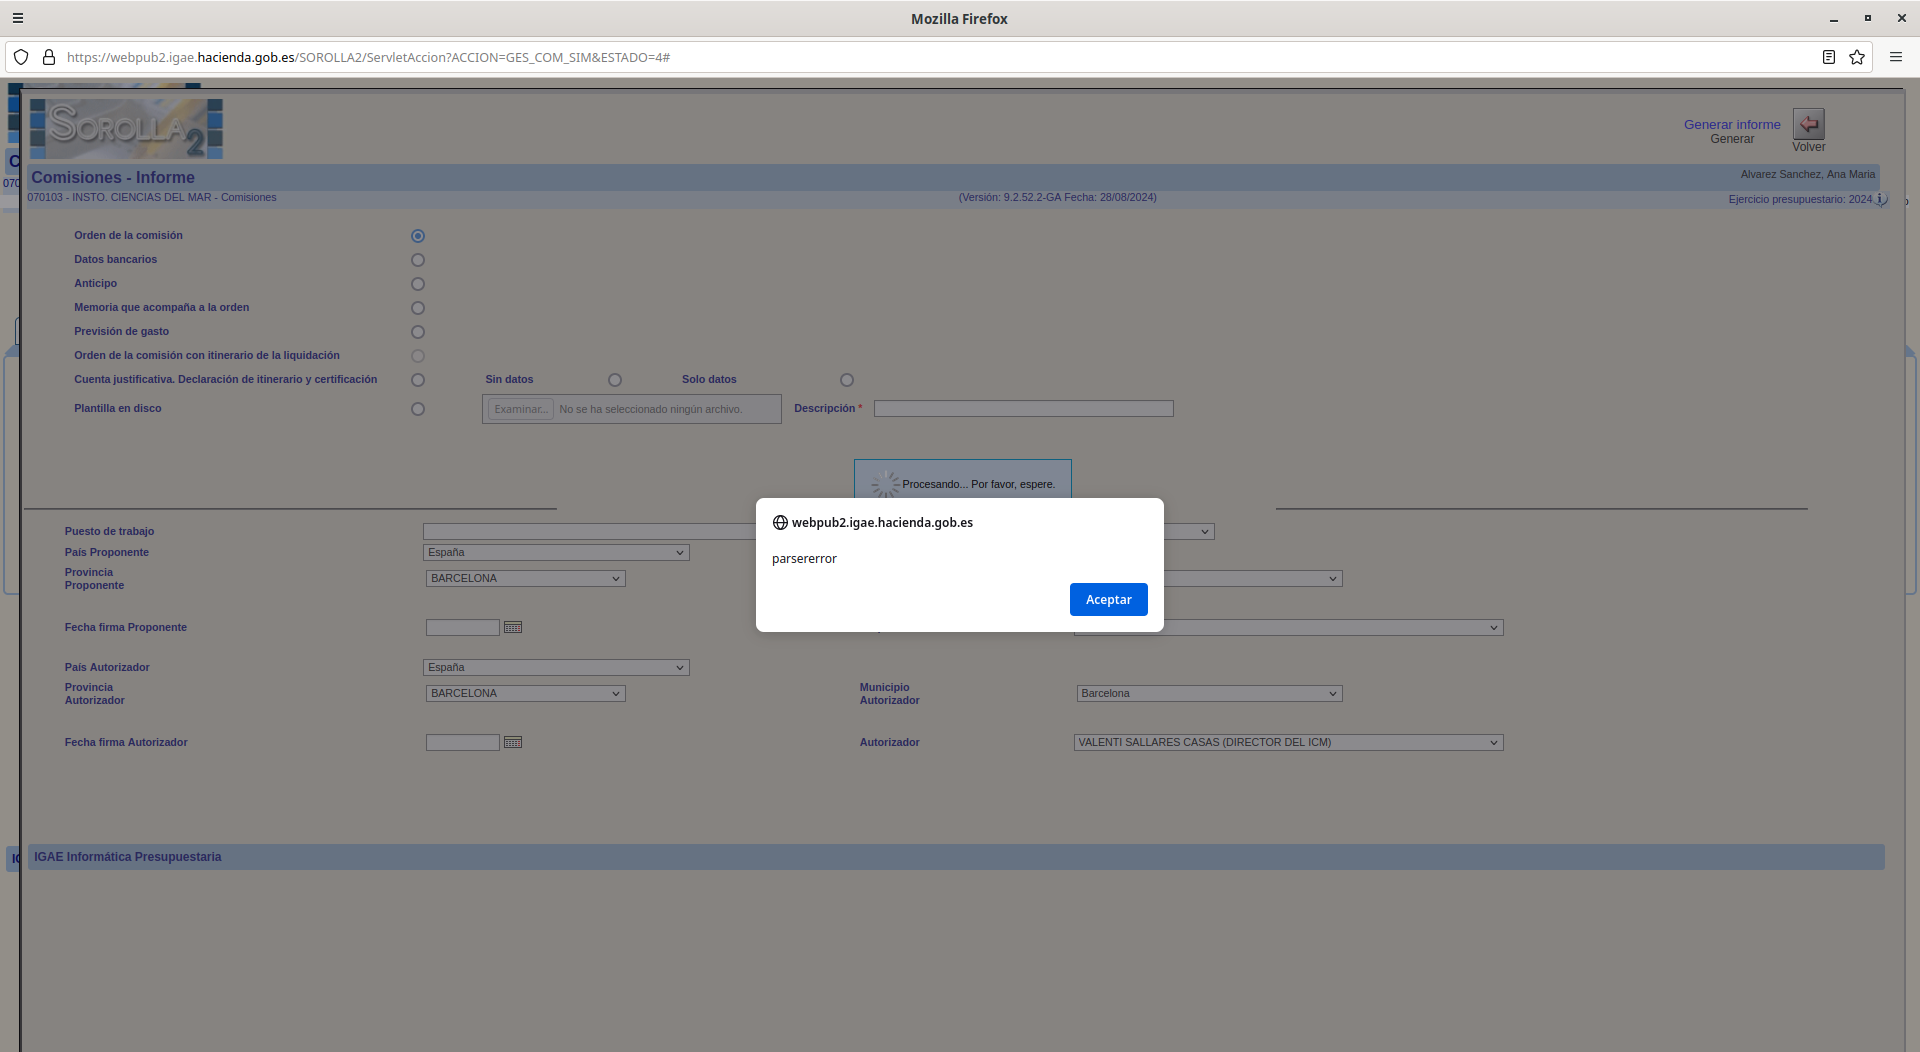 Mozilla Firefox
https://webpub2.igae.hacienda.gob.es/SOROLLA2/ServletAccion?ACCION=GES_COM_SIM&ESTADO=4#
SOROLLA2
Generar informe
Generar
Volver
Comisiones - Informe
Alvarez Sanchez, Ana Maria
070103 - INSTO. CIENCIAS DEL MAR - Comisiones
(Versión: 9.2.52.2-GA Fecha: 28/08/2024)
Ejercicio presupuestario: 2024
Orden de la comisión
Datos bancarios
Anticipo
Memoria que acompaña a la orden
Previsión de gasto
Orden de la comisión con itinerario de la liquidación
Cuenta justificativa. Declaración de itinerario y certificación
Sin datos
Solo datos
Plantilla en disco
Examinar... No se ha seleccionado ningún archivo.
Descripción *
Procesando... Por favor, espere.
webpub2.igae.hacienda.gob.es
parsererror
Aceptar
Puesto de trabajo
País Proponente
España
Provincia
Proponente
BARCELONA
Fecha firma Proponente
País Autorizador
España
Provincia
Autorizador
BARCELONA
Municipio
Autorizador
Barcelona
Fecha firma Autorizador
Autorizador
VALENTI SALLARES CASAS (DIRECTOR DEL ICM)
IGAE Informática Presupuestaria